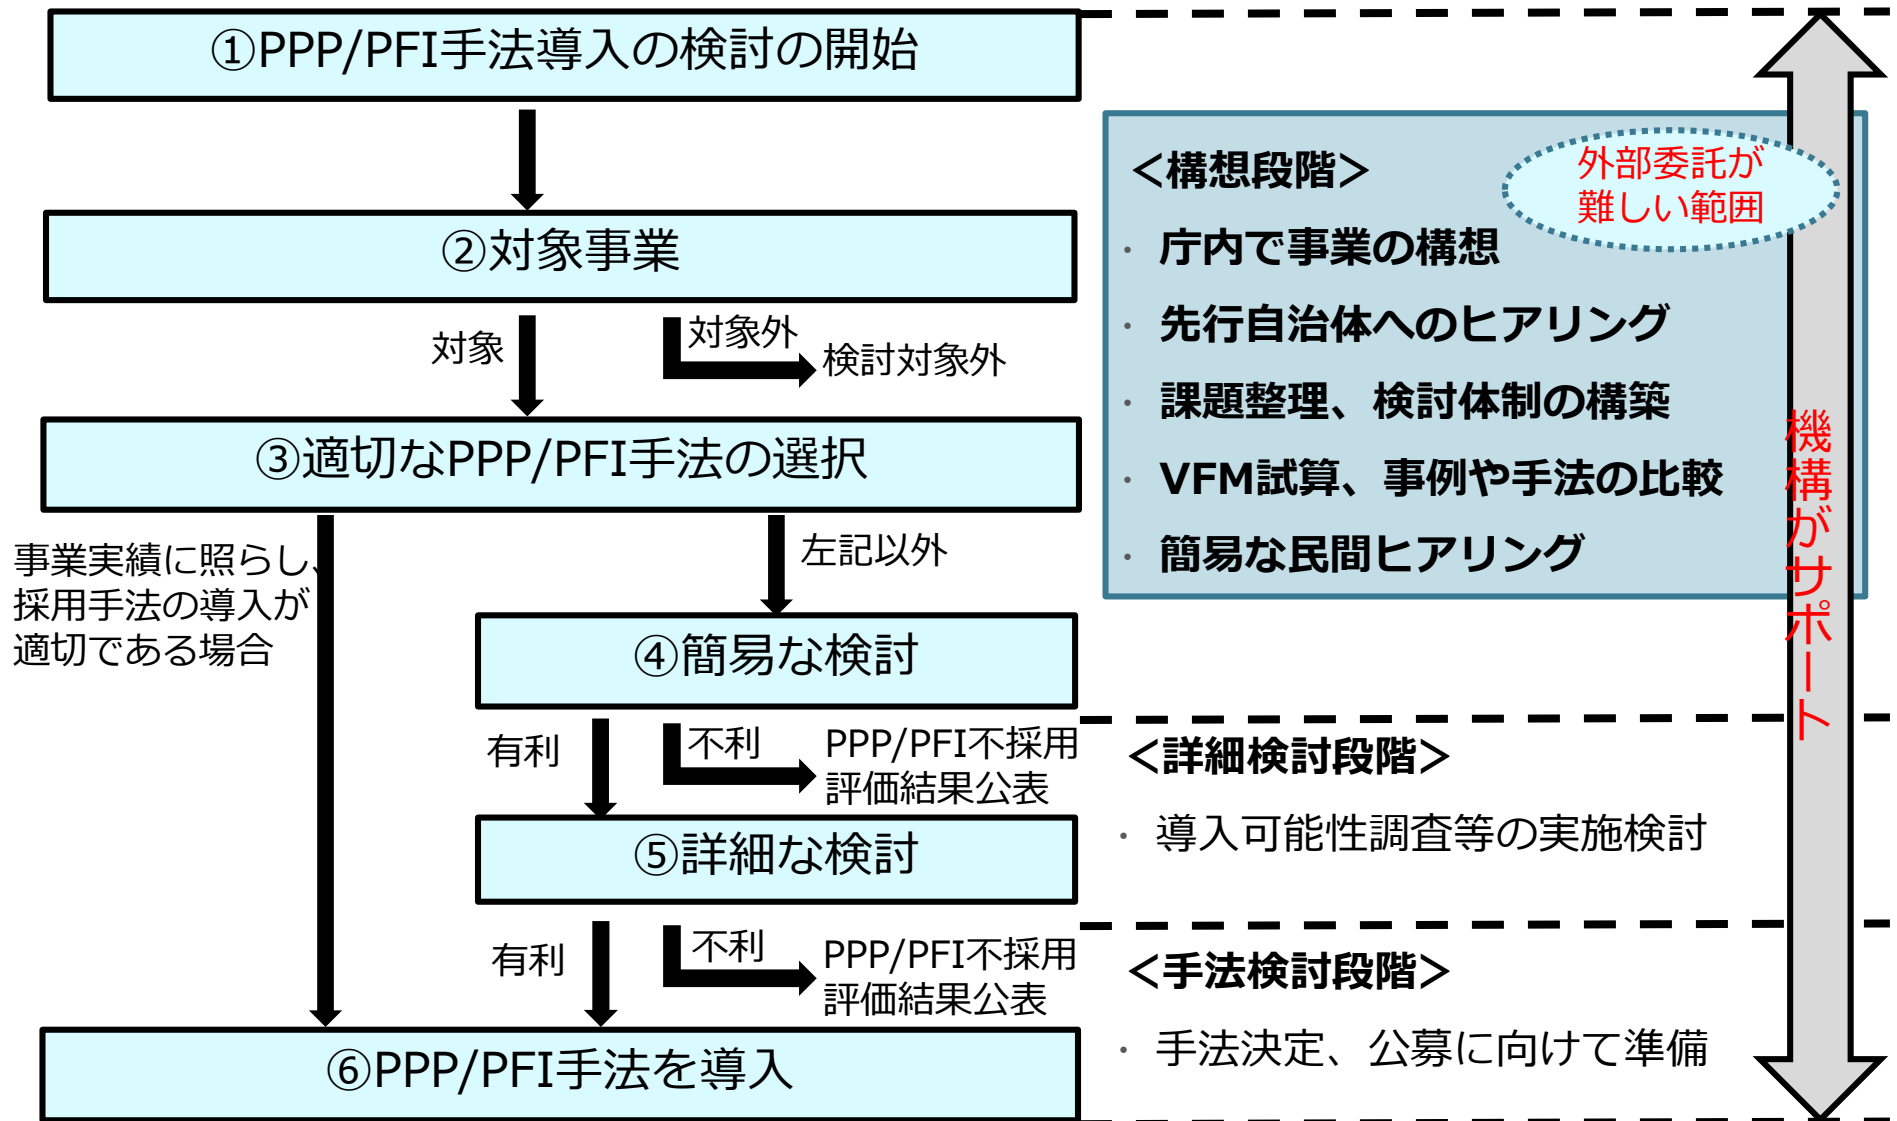 ①PPP/PFI手法導入の検討の開始
②対象事業
対象
対象外
検討対象外
③適切なPPP/PFI手法の選択
事業実績に照らし、
採用手法の導入が
適切である場合
左記以外
④簡易な検討
有利
不利
PPP/PFI不採用
評価結果公表
⑤詳細な検討
有利
不利
PPP/PFI不採用
評価結果公表
⑥PPP/PFI手法を導入
＜構想段階＞
外部委託が
難しい範囲
・ 庁内で事業の構想
・ 先行自治体へのヒアリング
・ 課題整理、検討体制の構築
・ VFM試算、事例や手法の比較
・ 簡易な民間ヒアリング
＜詳細検討段階＞
・ 導入可能性調査等の実施検討
＜手法検討段階＞
・ 手法決定、公募に向けて準備
機構がサポート